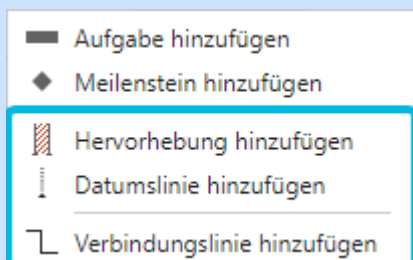 Aufgabe hinzufügen
Meilenstein hinzufügen
Hervorhebung hinzufügen
Datumslinie hinzufügen
Verbindungslinie hinzufügen